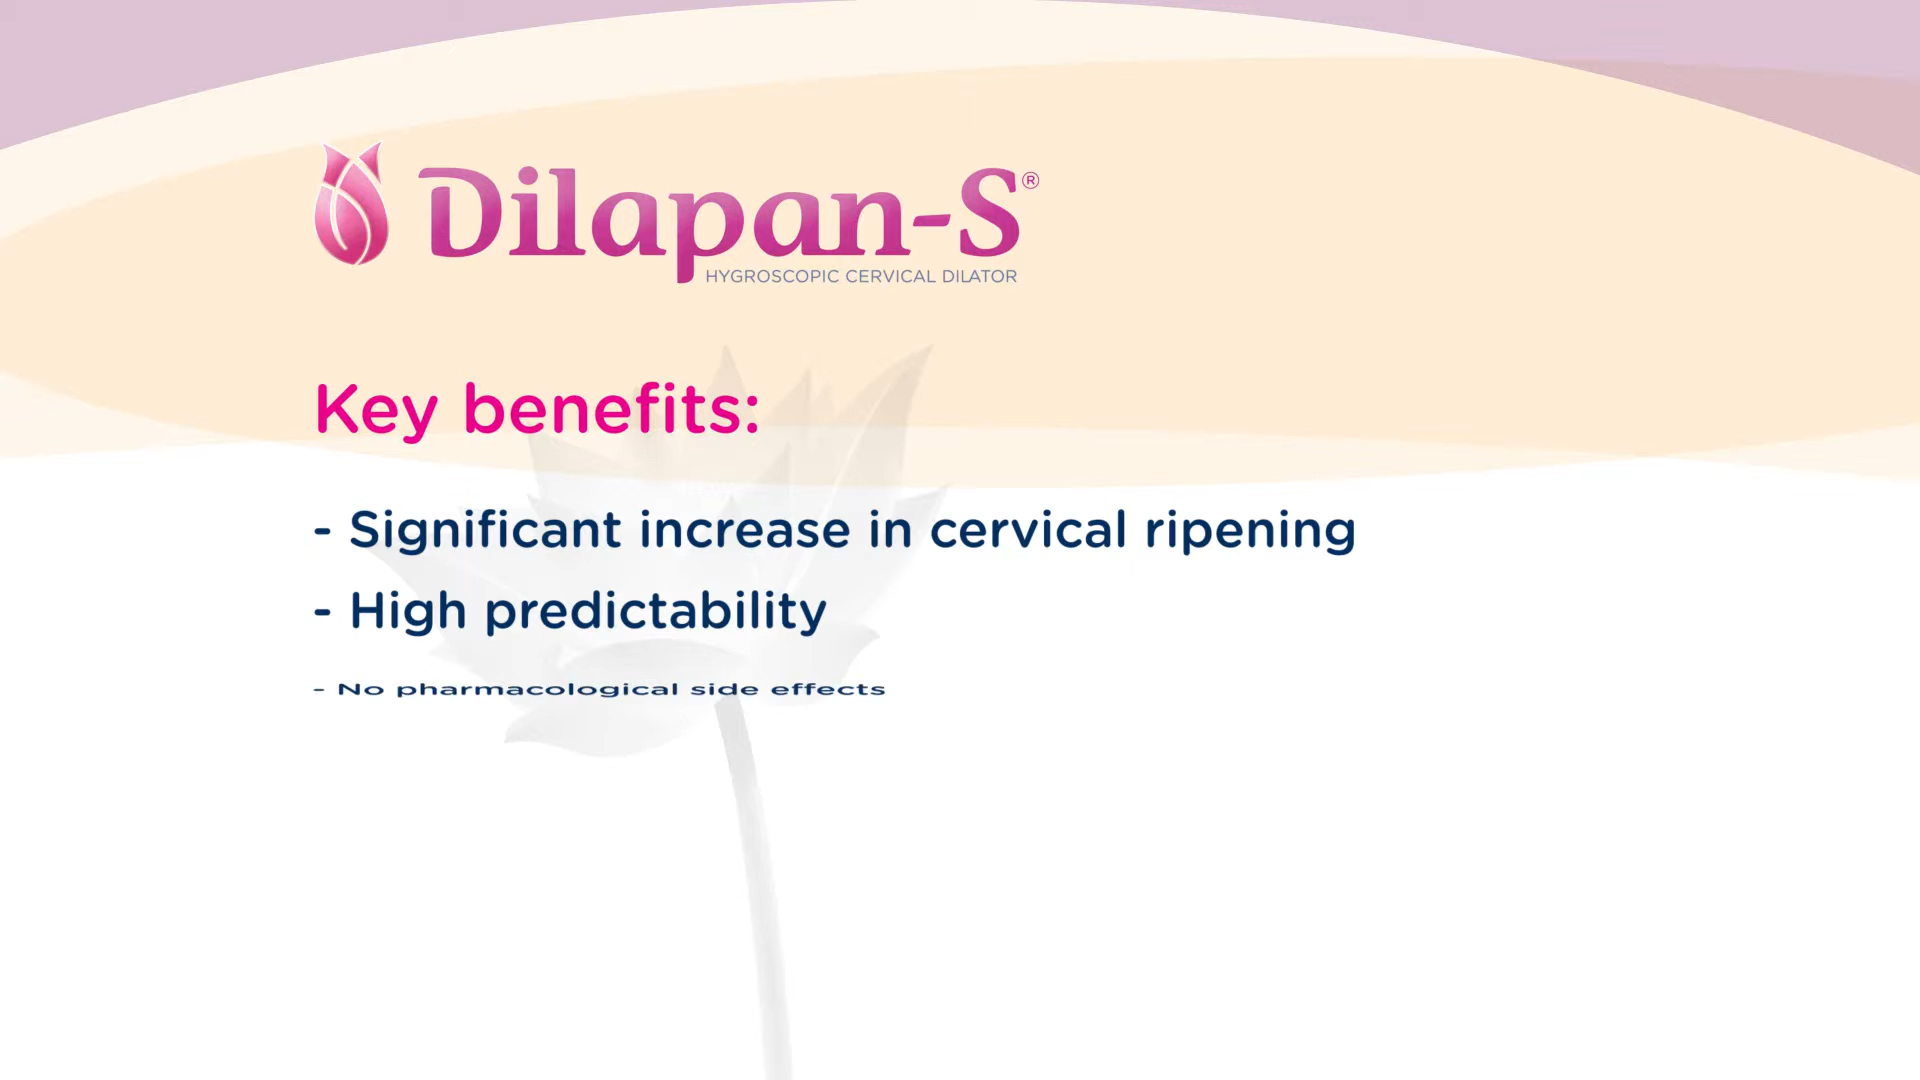 Dilapan-S®
HYGROSCOPIC CERVICAL DILATOR
Key benefits:
- Significant increase in cervical ripening
- High predictability
- No pharmacological side effects